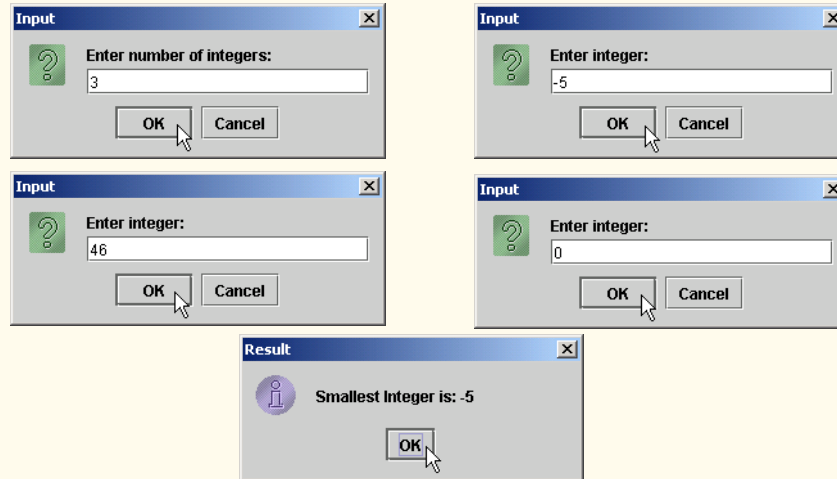 Input
Enter number of integers:
3
OK Cancel
Input
Enter integer:
-5
OK Cancel
Input
Enter integer:
46
OK Cancel
Input
Enter integer:
0
OK Cancel
Result
Smallest Integer is: -5
OK